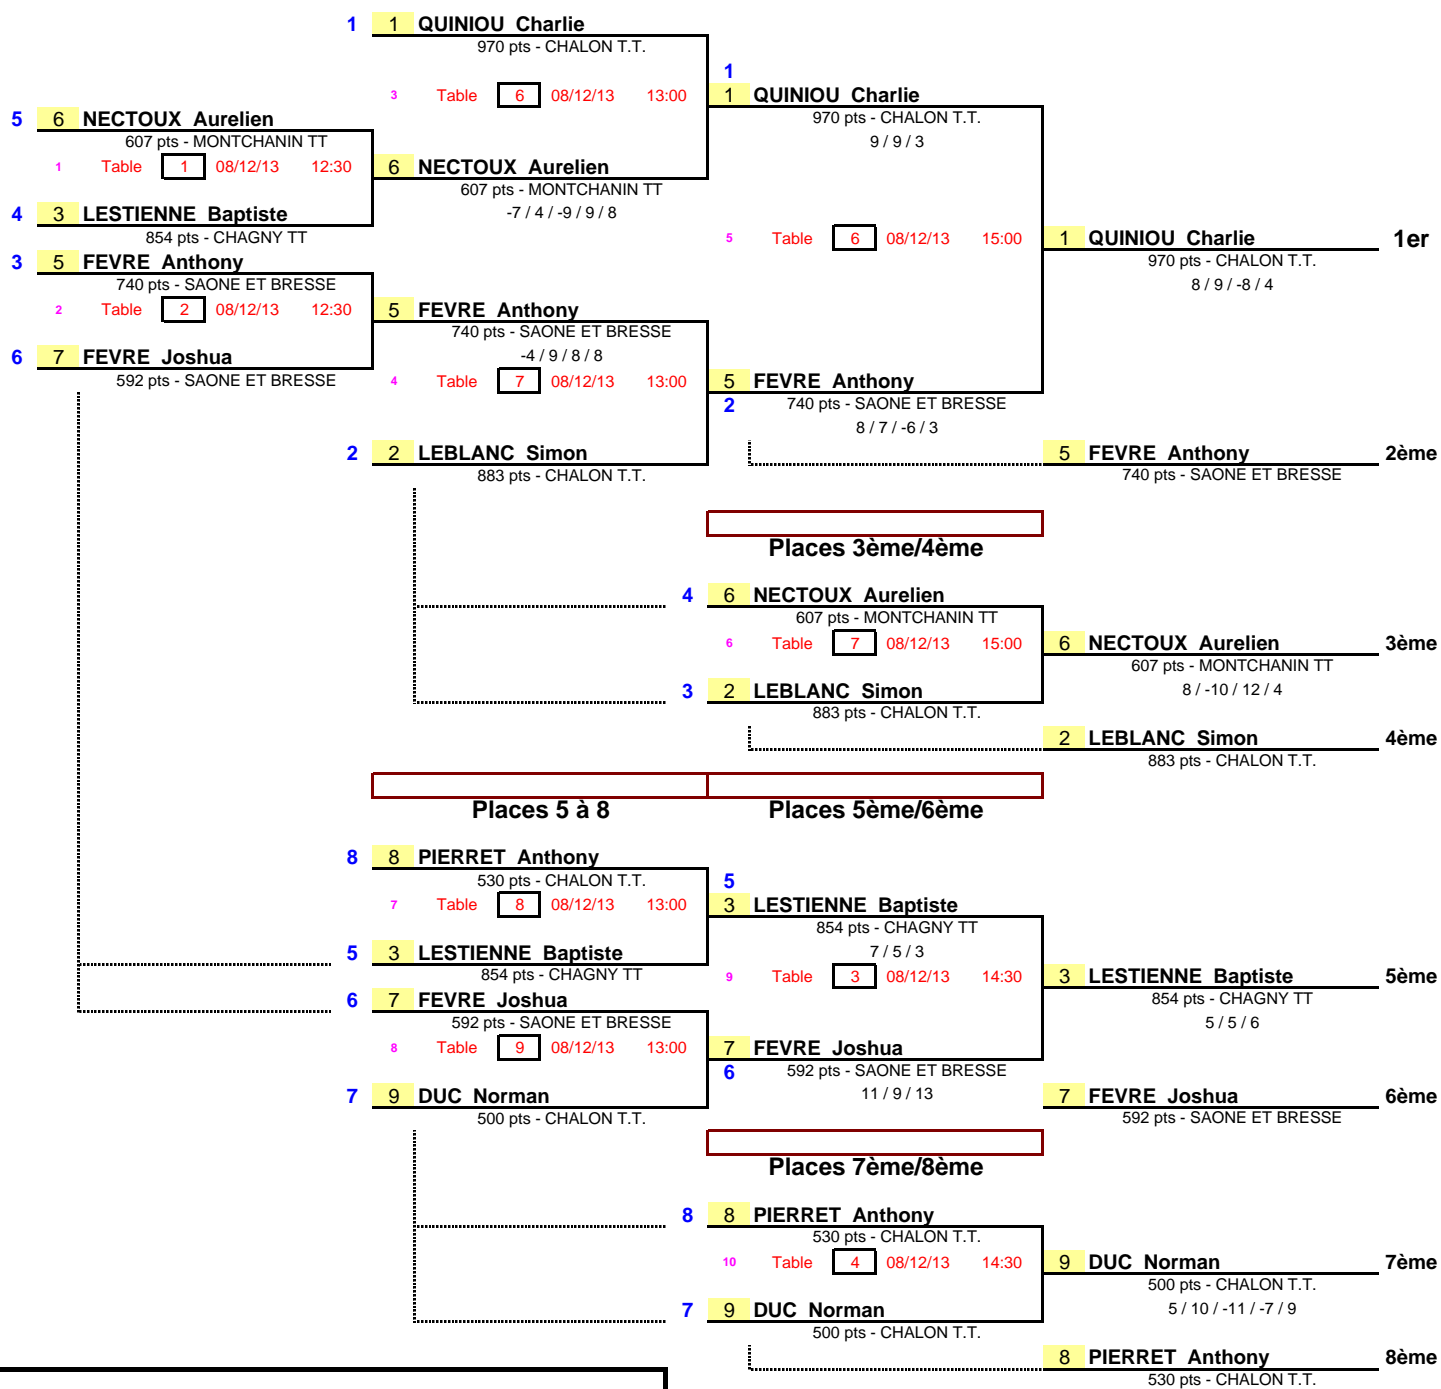 1 1 QUINIOU Charlie
970 pts - CHALON T.T.
1
3 Table 6 08/12/13 13:00 1 QUINIOU Charlie
5 6 NECTOUX Aurelien 970 pts - CHALON T.T.
607 pts - MONTCHANIN TT 9 / 9 / 3
1 Table 1 08/12/13 12:30 6 NECTOUX Aurelien
607 pts - MONTCHANIN TT
4 3 LESTIENNE Baptiste -7 / 4 / -9 / 9 / 8
854 pts - CHAGNY TT 5 Table 6 08/12/13 15:00 1 QUINIOU Charlie 1er
3 5 FEVRE Anthony 970 pts - CHALON T.T.
740 pts - SAONE ET BRESSE 8 / 9 / -8 / 4
2 Table 2 08/12/13 12:30 5 FEVRE Anthony
740 pts - SAONE ET BRESSE
6 7 FEVRE Joshua -4 / 9 / 8 / 8
592 pts - SAONE ET BRESSE 4 Table 7 08/12/13 13:00 5 FEVRE Anthony
2 740 pts - SAONE ET BRESSE
8 / 7 / -6 / 3
2 2 LEBLANC Simon 5 FEVRE Anthony 2ème
883 pts - CHALON T.T. 740 pts - SAONE ET BRESSE
Places 3ème/4ème
4 6 NECTOUX Aurelien
607 pts - MONTCHANIN TT
6 Table 7 08/12/13 15:00 6 NECTOUX Aurelien 3ème
607 pts - MONTCHANIN TT
3 2 LEBLANC Simon 8 / -10 / 12 / 4
883 pts - CHALON T.T.
2 LEBLANC Simon 4ème
883 pts - CHALON T.T.
Places 5 à 8 Places 5ème/6ème
8 8 PIERRET Anthony
530 pts - CHALON T.T. 5
7 Table 8 08/12/13 13:00 3 LESTIENNE Baptiste
854 pts - CHAGNY TT
5 3 LESTIENNE Baptiste 7 / 5 / 3
854 pts - CHAGNY TT 9 Table 3 08/12/13 14:30 3 LESTIENNE Baptiste 5ème
6 7 FEVRE Joshua 854 pts - CHAGNY TT
592 pts - SAONE ET BRESSE 5 / 5 / 6
8 Table 9 08/12/13 13:00 7 FEVRE Joshua
6 592 pts - SAONE ET BRESSE
7 9 DUC Norman 11 / 9 / 13 7 FEVRE Joshua 6ème
500 pts - CHALON T.T. 592 pts - SAONE ET BRESSE
Places 7ème/8ème
8 8 PIERRET Anthony
530 pts - CHALON T.T.
10 Table 4 08/12/13 14:30 9 DUC Norman 7ème
500 pts - CHALON T.T.
7 9 DUC Norman 5 / 10 / -11 / -7 / 9
500 pts - CHALON T.T.
8 PIERRET Anthony 8ème
530 pts - CHALON T.T.